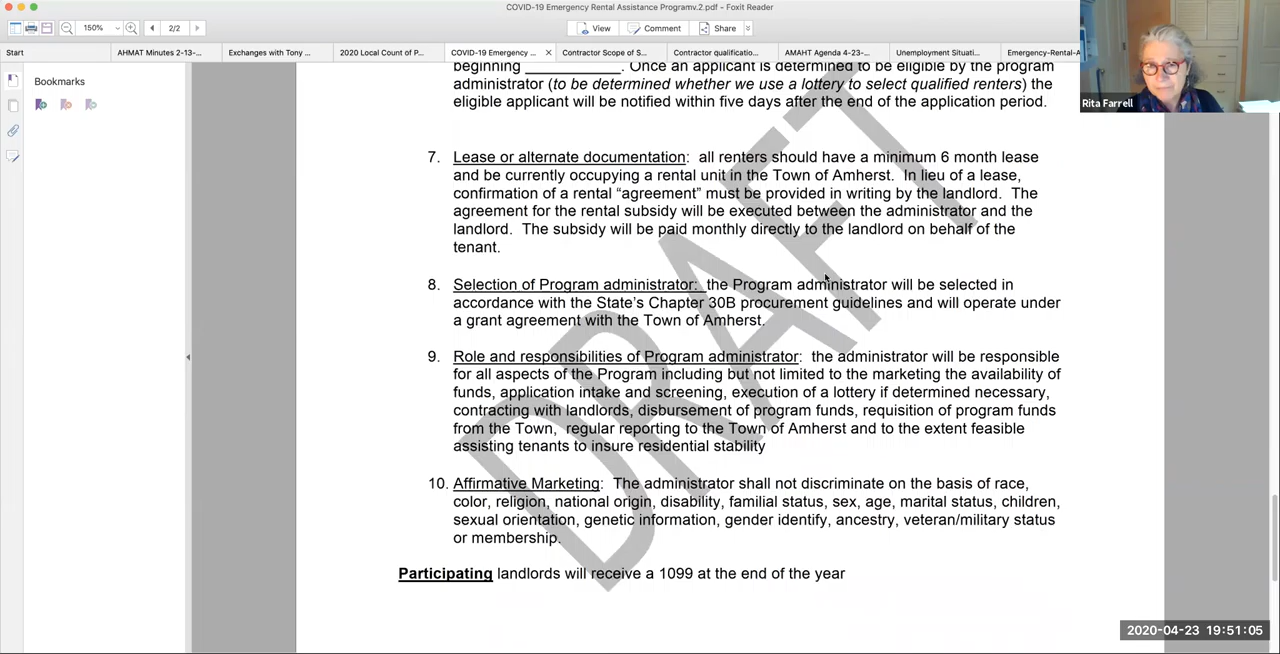 COVID-19 Emergency Rental Assistance Programv.2.pdf - Foxit Reader
150%
2/2
View
Comment
Share
Start
AHMAT Minutes 2-13-...
Exchanges with Tony ...
2020 Local Count of P...
COVID-19 Emergency ...
Contractor Scope of S...
Contractor qualificatio...
AMAHT Agenda 4-23-...
Unemployment Situati...
Emergency-Rental-A
Bookmarks
Rita Farrell
beginning ____________. Once an applicant is determined to be eligible by the program
administrator (to be determined whether we use a lottery to select qualified renters) the
eligible applicant will be notified within five days after the end of the application period.
7. Lease or alternate documentation: all renters should have a minimum 6 month lease
and be currently occupying a rental unit in the Town of Amherst. In lieu of a lease,
confirmation of a rental “agreement” must be provided in writing by the landlord. The
agreement for the rental subsidy will be executed between the administrator and the
landlord. The subsidy will be paid monthly directly to the landlord on behalf of the
tenant.
8. Selection of Program administrator: the Program administrator will be selected in
accordance with the State’s Chapter 30B procurement guidelines and will operate under
a grant agreement with the Town of Amherst.
9. Role and responsibilities of Program administrator: the administrator will be responsible
for all aspects of the Program including but not limited to the marketing the availability of
funds, application intake and screening, execution of a lottery if determined necessary,
contracting with landlords, disbursement of program funds, requisition of program funds
from the Town, regular reporting to the Town of Amherst and to the extent feasible
assisting tenants to insure residential stability
10. Affirmative Marketing: The administrator shall not discriminate on the basis of race,
color, religion, national origin, disability, familial status, sex, age, marital status, children,
sexual orientation, genetic information, gender identify, ancestry, veteran/military status
or membership.
Participating landlords will receive a 1099 at the end of the year
DRAFT
2020-04-23 19:51:05